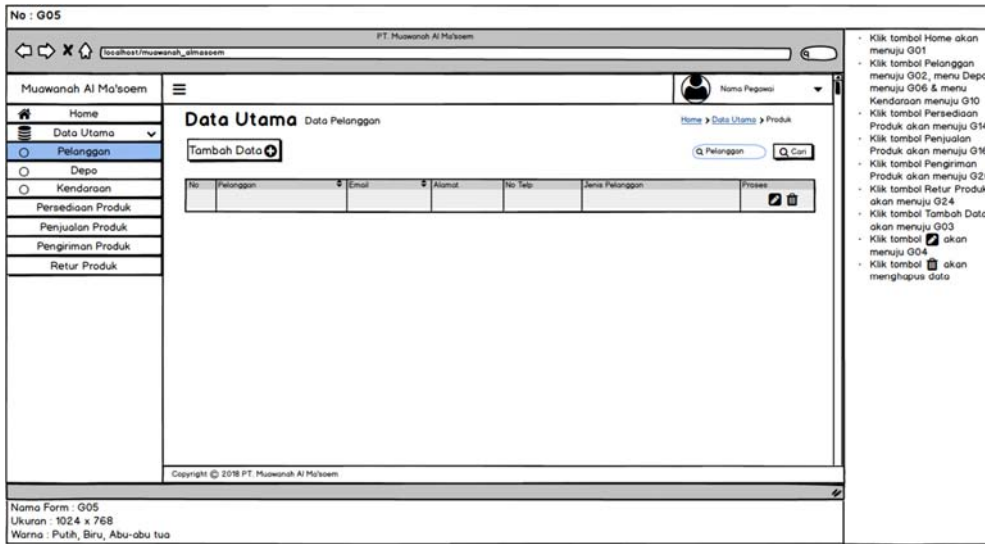 No : G05
PT. Muawanah Al Ma'soem
localhost/muawanah_almasoem
Muawanah Al Ma'soem
Nama Pegawai
Home
Data Utama
Pelanggan
Depo
Kendaraan
Persediaan Produk
Penjualan Produk
Pengiriman Produk
Retur Produk
Data Utama Data Pelanggan
Home > Data Utama > Produk
Tambah Data
Pelanggan
Cari
No Pelanggan Email Alamat No Telp Jenis Pelanggan Proses
Copyright © 2018 PT. Muawanah Al Ma'soem
Nama Form : G05
Ukuran : 1024 x 768
Warna : Putih, Biru, Abu-abu tua
· Klik tombol Home akan
menuju G01
· Klik tombol Pelanggan
menuju G02, menu Depo
menuju G06 & menu
Kendaraan menuju G10
· Klik tombol Persediaan
Produk akan menuju G14
· Klik tombol Penjualan
Produk akan menuju G16
· Klik tombol Pengiriman
Produk akan menuju
· Klik tombol Retur Produk
akan menuju G24
· Klik tombol Tambah Data
akan menuju G03
· Klik tombol akan
menuju G04
· Klik tombol akan
menghapus data